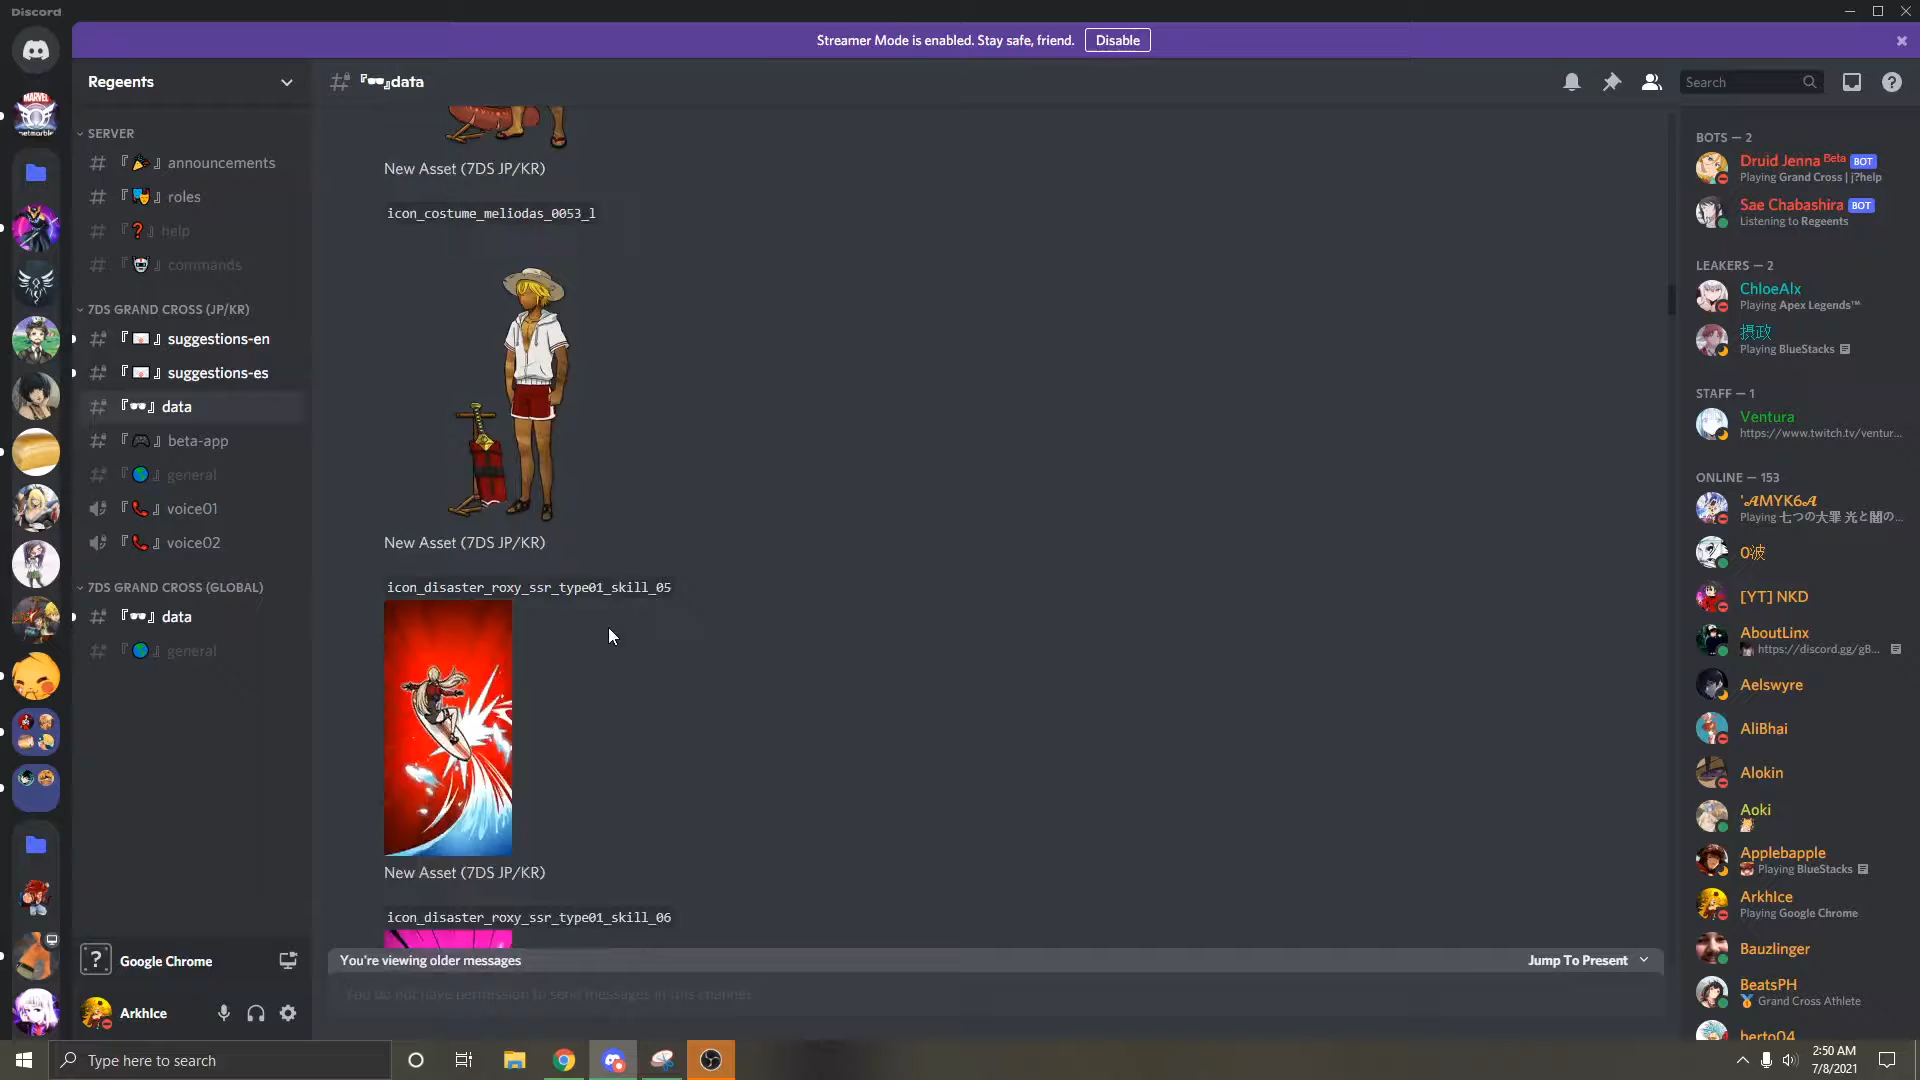 Discord
Streamer Mode is enabled. Stay safe, friend.
Disable
Regeents
『🕶️』data
Search
SERVER
『🎉』announcements
『🎭』roles
『❓』help
『🤖』commands
7DS GRAND CROSS (JP/KR)
『💌』suggestions-en
『💌』suggestions-es
『🕶️』data
『🎮』beta-app
『🌍』general
『📞』voice01
『📞』voice02
7DS GRAND CROSS (GLOBAL)
『🕶️』data
『🌍』general
MARVEL
netmarble
Google Chrome
ArkhIce
New Asset (7DS JP/KR)
icon_costume_meliodas_0053_l
New Asset (7DS JP/KR)
icon_disaster_roxy_ssr_type01_skill_05
New Asset (7DS JP/KR)
icon_disaster_roxy_ssr_type01_skill_06
You're viewing older messages
Jump To Present
You do not have permission to send messages in this channel.
BOTS — 2
Druid Jenna Beta BOT
Playing Grand Cross | j?help
Sae Chabashira BOT
Listening to Regeents
LEAKERS — 2
ChloeAlx
Playing Apex Legends™
摂政
Playing BlueStacks
STAFF — 1
Ventura
https://www.twitch.tv/ventur...
ONLINE — 153
'𝓐MYK6𝓐
Playing 七つの大罪 光と闇の...
0波
[YT] NKD
AboutLinx
https://discord.gg/gB...
Aelswyre
AliBhai
Alokin
Aoki
Applebapple
Playing BlueStacks
ArkhIce
Playing Google Chrome
Bauzlinger
BeatsPH
Grand Cross Athlete
berto04
Type here to search
2:50 AM
7/8/2021